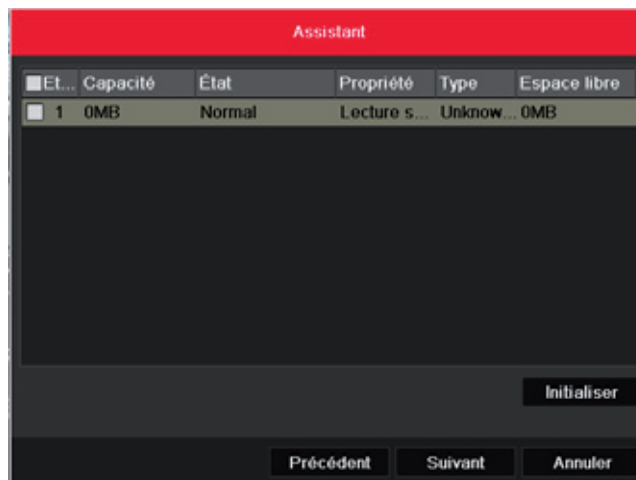 Assistant
Et... Capacité État Propriété Type Espace libre
1 0MB Normal Lecture s... Unknow... 0MB
Initialiser
Précédent Suivant Annuler